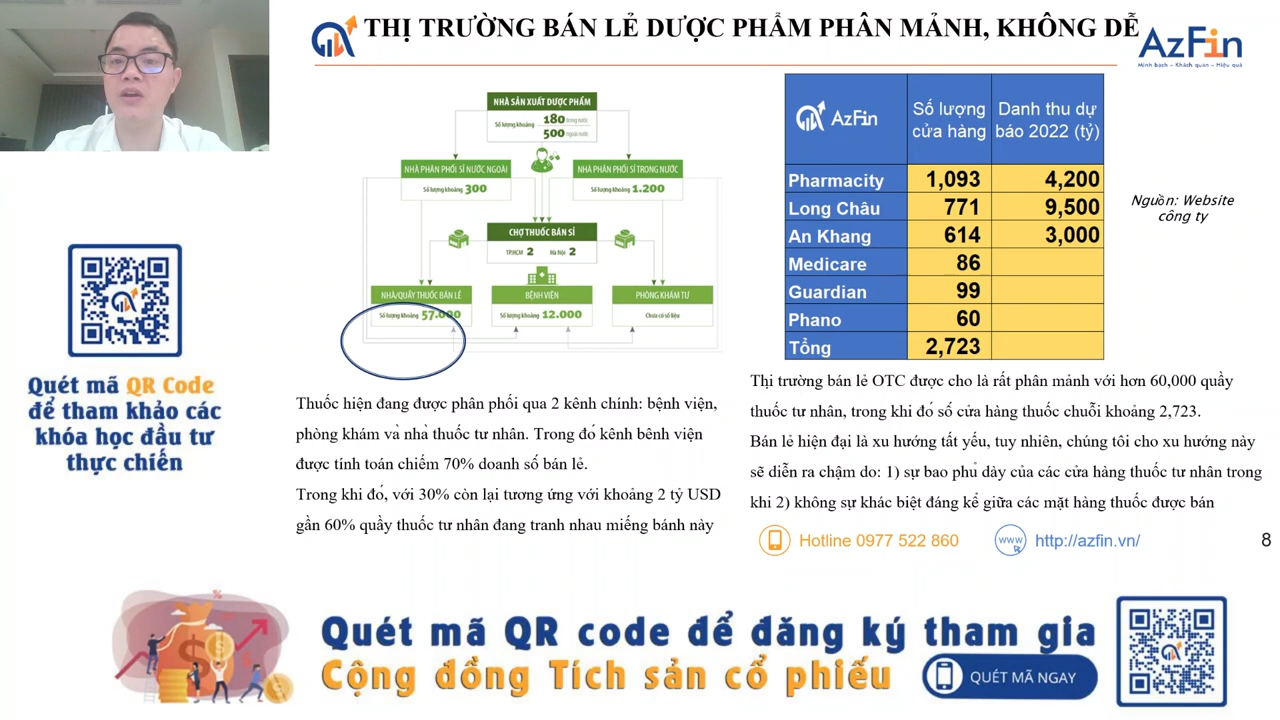 THỊ TRƯỜNG BÁN LẺ DƯỢC PHẨM PHÂN MẢNH, KHÔNG DỄ
AzFin
Minh bạch - Khách quan - Hiệu quả
NHÀ SẢN XUẤT DƯỢC PHẨM
Số lượng khoảng 180 trong nước
500 ngoài nước
NHÀ PHÂN PHỐI SỈ NƯỚC NGOÀI
Số lượng khoảng 300
NHÀ PHÂN PHỐI SỈ TRONG NƯỚC
Số lượng khoảng 1.200
CHỢ THUỐC BÁN SỈ
TP.HCM 2 Hà Nội 2
NHÀ/QUẦY THUỐC BÁN LẺ
Số lượng khoảng 57.000
BỆNH VIỆN
Số lượng khoảng 12.000
PHÒNG KHÁM TƯ
Chưa có số liệu
AzFin Số lượng cửa hàng Danh thu dự báo 2022 (tỷ)
Pharmacity 1,093 4,200
Long Châu 771 9,500
An Khang 614 3,000
Medicare 86
Guardian 99
Phano 60
Tổng 2,723
Nguồn: Website
công ty
Quét mã QR Code
để tham khảo các
khóa học đầu tư
thực chiến
Thuốc hiện đang được phân phối qua 2 kênh chính: bệnh viện,
phòng khám và nhà thuốc tư nhân. Trong đó kênh bênh viện
được tính toán chiếm 70% doanh số bán lẻ.
Trong khi đó, với 30% còn lại tương ứng với khoảng 2 tỷ USD
gần 60% quầy thuốc tư nhân đang tranh nhau miếng bánh này
Thị trường bán lẻ OTC được cho là rất phân mảnh với hơn 60,000 quầy
thuốc tư nhân, trong khi đó số cửa hàng thuốc chuỗi khoảng 2,723.
Bán lẻ hiện đại là xu hướng tất yếu, tuy nhiên, chúng tôi cho xu hướng này
sẽ diễn ra chậm do: 1) sự bao phủ dày của các cửa hàng thuốc tư nhân trong
khi 2) không sự khác biệt đáng kể giữa các mặt hàng thuốc được bán
Hotline 0977 522 860
www http://azfin.vn/
8
Quét mã QR code để đăng ký tham gia
Cộng đồng Tích sản cổ phiếu
QUÉT MÃ NGAY